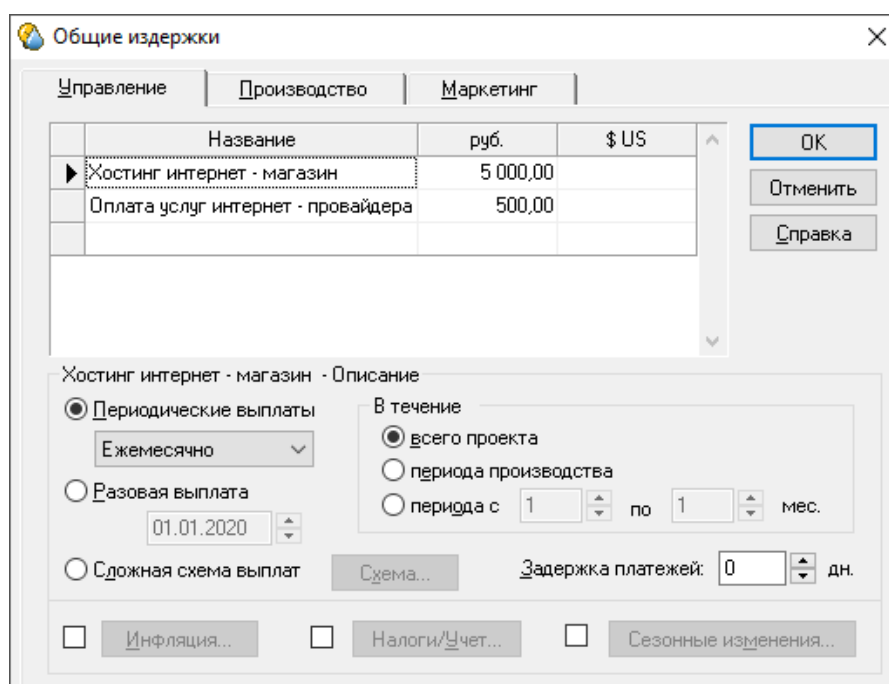 Общие издержки
Управление Производство Маркетинг
Название руб. $ US
Хостинг интернет - магазин 5 000,00
Оплата услуг интернет - провайдера 500,00
OK
Отменить
Справка
Хостинг интернет - магазин - Описание
Периодические выплаты
Ежемесячно
Разовая выплата
01.01.2020
Сложная схема выплат Схема...
В течение
всего проекта
периода производства
периода с 1 по 1 мес.
Задержка платежей: 0 дн.
Инфляция... Налоги/Учет... Сезонные изменения...